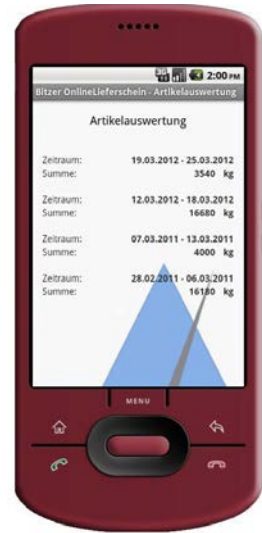 3G 2:00 PM
Bitzer OnlineLieferschein - Artikelauswertung
Artikelauswertung
Zeitraum: 19.03.2012 - 25.03.2012
Summe: 3540 kg
Zeitraum: 12.03.2012 - 18.03.2012
Summe: 16680 kg
Zeitraum: 07.03.2011 - 13.03.2011
Summe: 4000 kg
Zeitraum: 28.02.2011 - 06.03.2011
Summe: 16180 kg
MENU